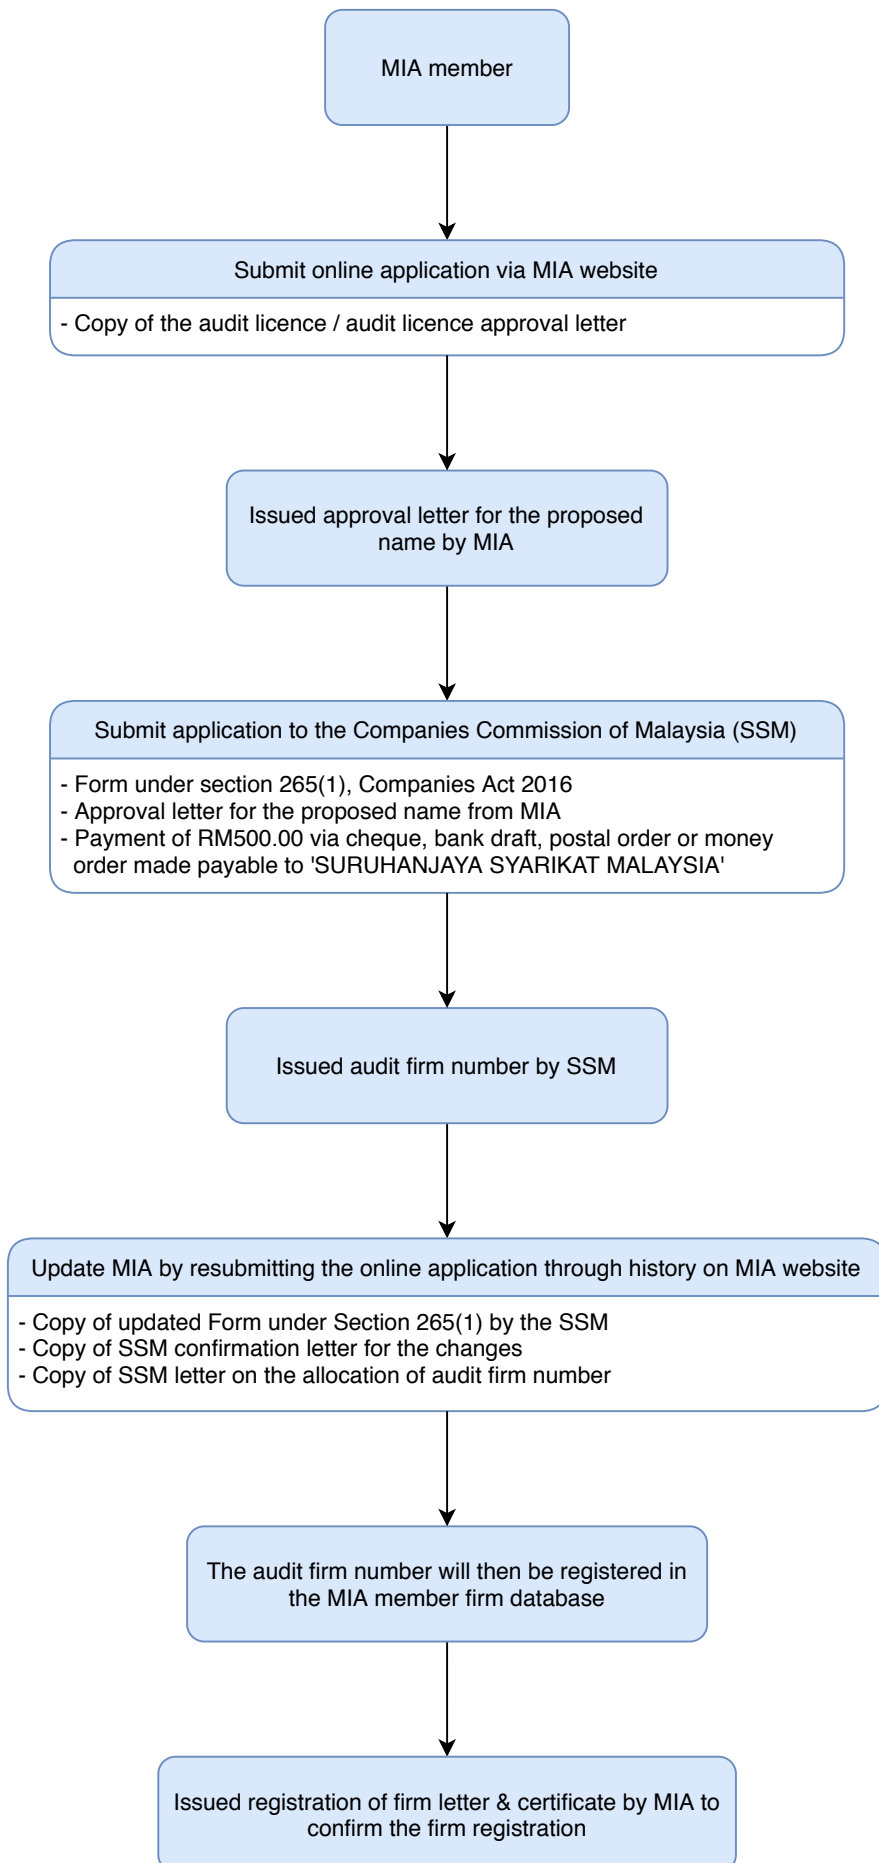 MIA member
Submit online application via MIA website
- Copy of the audit licence / audit licence approval letter
Issued approval letter for the proposed
name by MIA
Submit application to the Companies Commission of Malaysia (SSM)
- Form under section 265(1), Companies Act 2016
- Approval letter for the proposed name from MIA
- Payment of RM500.00 via cheque, bank draft, postal order or money
order made payable to 'SURUHANJAYA SYARIKAT MALAYSIA'
Issued audit firm number by SSM
Update MIA by resubmitting the online application through history on MIA website
- Copy of updated Form under Section 265(1) by the SSM
- Copy of SSM confirmation letter for the changes
- Copy of SSM letter on the allocation of audit firm number
The audit firm number will then be registered in
the MIA member firm database
Issued registration of firm letter & certificate by MIA to
confirm the firm registration